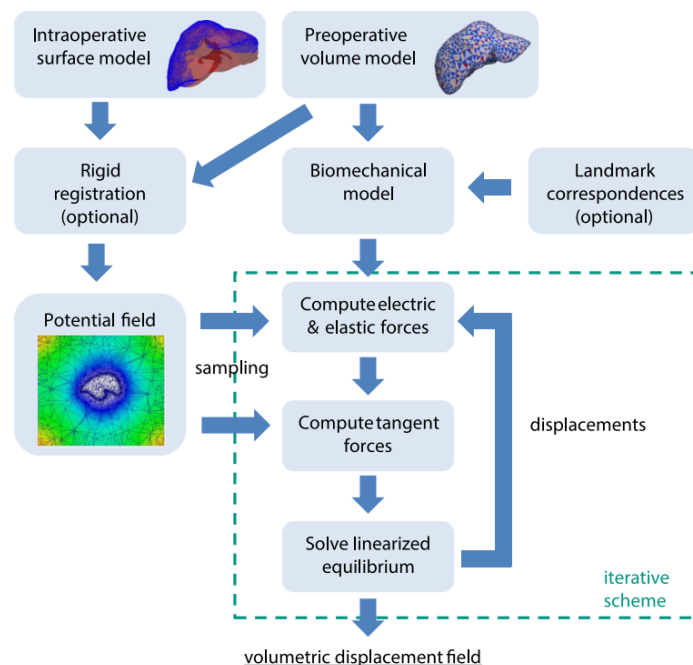 Intraoperative
surface model
Preoperative
volume model
Rigid
registration
(optional)
Biomechanical
model
Landmark
correspondences
(optional)
Potential field
Compute electric
& elastic forces
sampling
Compute tangent
forces
displacements
Solve linearized
equilibrium
iterative
scheme
volumetric displacement field